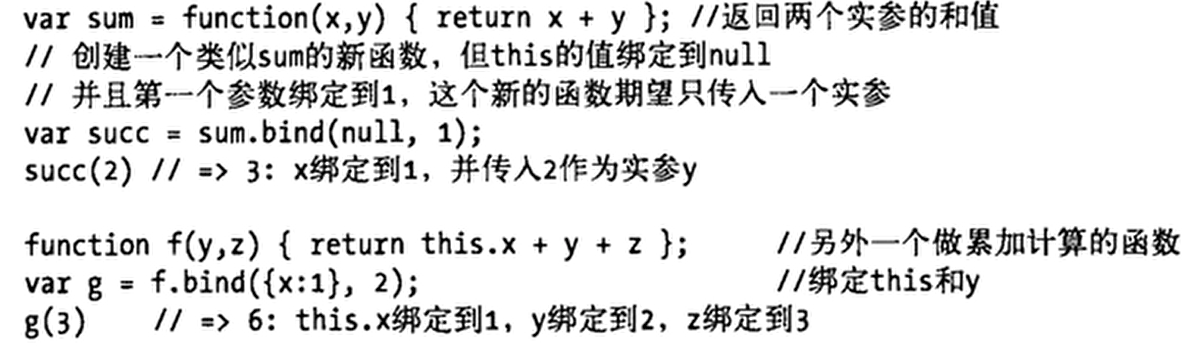 var sum = function(x,y) { return x + y }; //返回两个实参的和值
// 创建一个类似sum的新函数，但this的值绑定到null
// 并且第一个参数绑定到1，这个新的函数期望只传入一个实参
var succ = sum.bind(null, 1);
succ(2) // => 3: x绑定到1，并传入2作为实参y
function f(y,z) { return this.x + y + z }; //另外一个做累加计算的函数
var g = f.bind({x:1}, 2); //绑定this和y
g(3) // => 6: this.x绑定到1，y绑定到2，z绑定到3